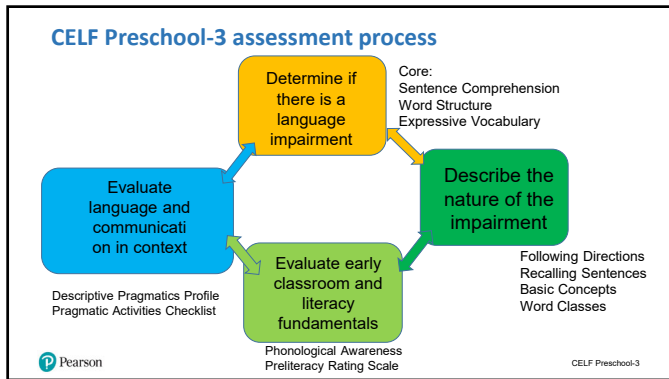 CELF Preschool-3 assessment process
Determine if
there is a
language
impairment
Core:
Sentence Comprehension
Word Structure
Expressive Vocabulary
Describe the
nature of the
impairment
Following Directions
Recalling Sentences
Basic Concepts
Word Classes
Evaluate
language and
communicati
on in context
Descriptive Pragmatics Profile
Pragmatic Activities Checklist
Evaluate early
classroom and
literacy
fundamentals
Phonological Awareness
Preliteracy Rating Scale
Pearson
CELF Preschool-3